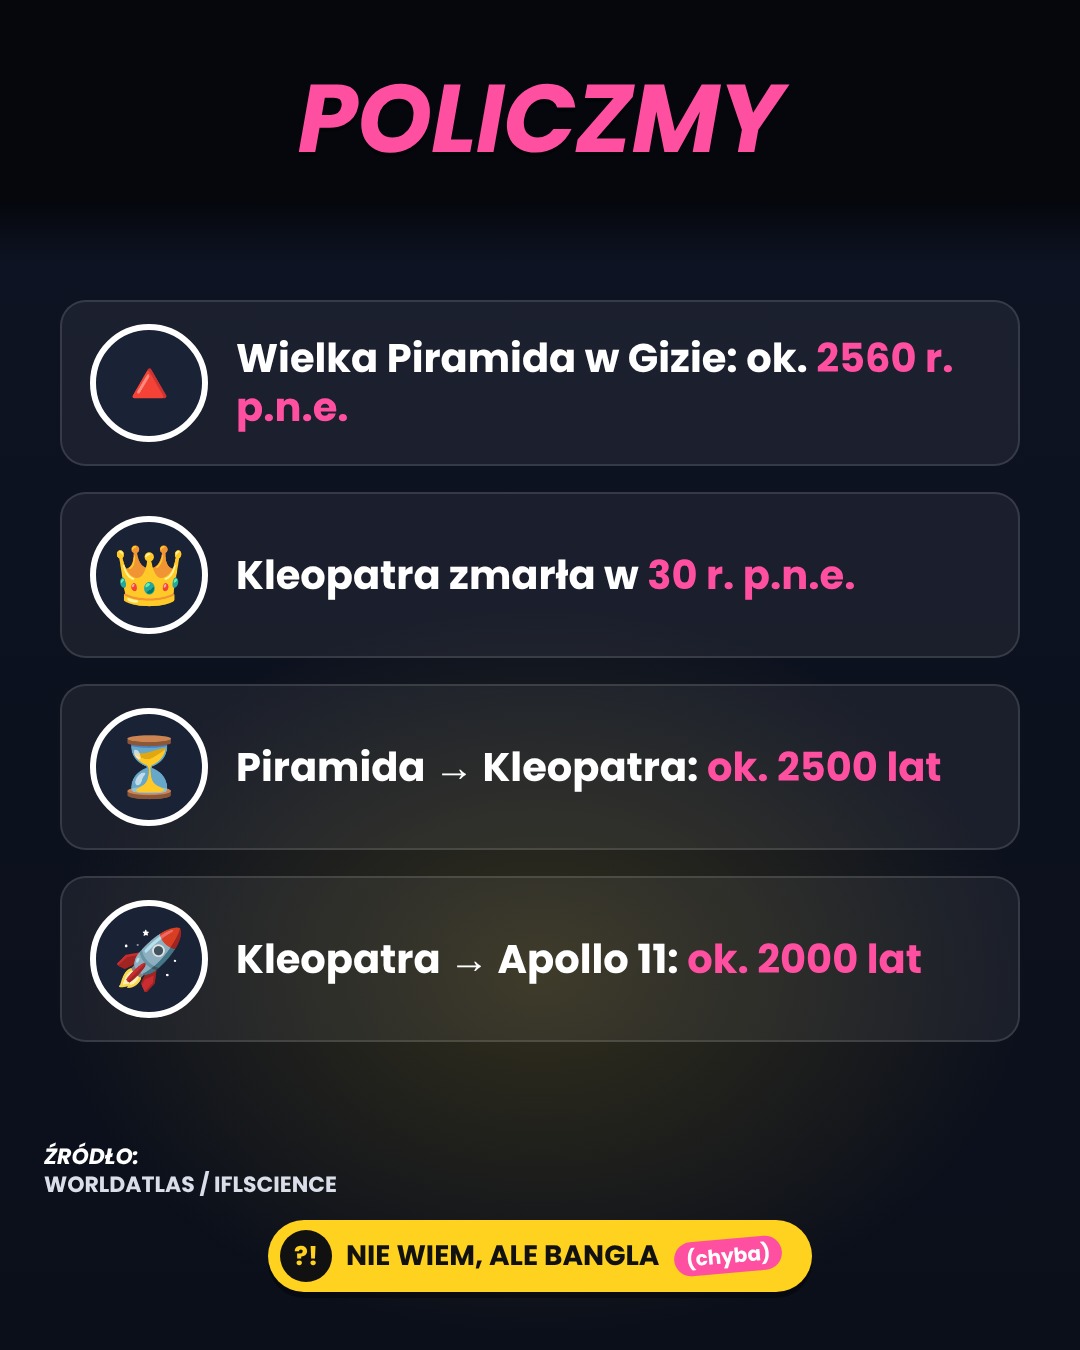 POLICZMY
Wielka Piramida w Gizie: ok. 2560 r.
p.n.e.
Kleopatra zmarła w 30 r. p.n.e.
Piramida → Kleopatra: ok. 2500 lat
Kleopatra → Apollo 11: ok. 2000 lat
ŹRÓDŁO:
WORLDATLAS / IFLSCIENCE
?! NIE WIEM, ALE BANGLA (chyba)